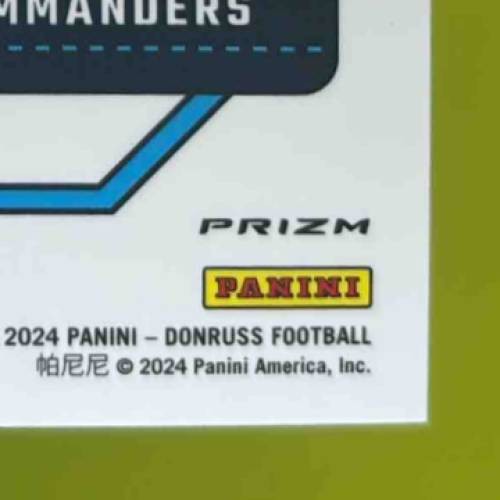 MMANDERS
PRIZM
PANINI
2024 PANINI – DONRUSS FOOTBALL
帕尼尼 © 2024 Panini America, Inc.